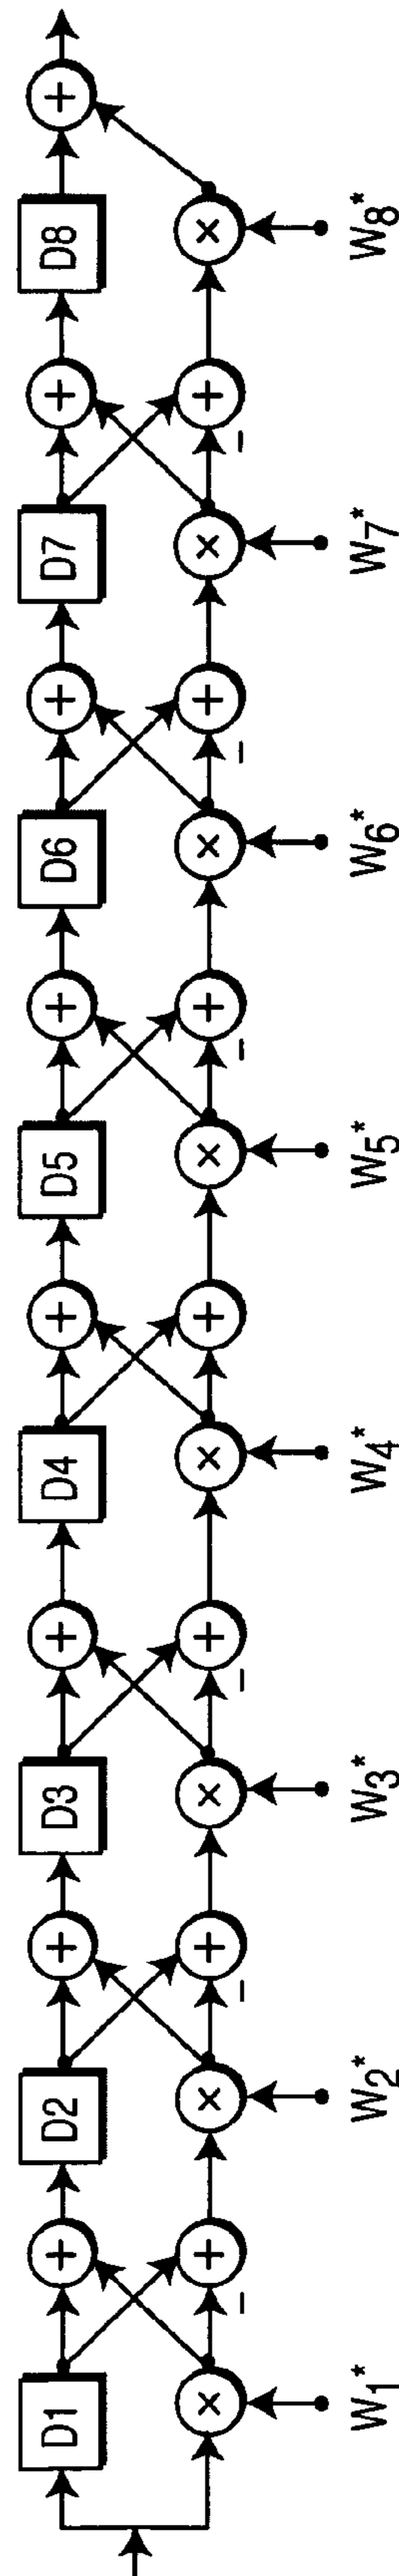 D1 D2 D3 D4 D5 D6 D7 D8
+ + + + + + + +
× + × + × + × + × + × + × + ×
− − − − − −
W₁* W₂* W₃* W₄* W₅* W₆* W₇* W₈*